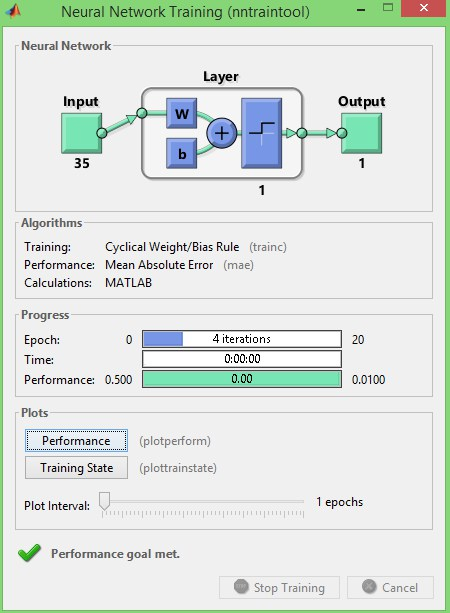 Neural Network Training (nntraintool)
Neural Network
Layer
Input
Output
W
b
+
35
1
1
Algorithms
Training: Cyclical Weight/Bias Rule (trainc)
Performance: Mean Absolute Error (mae)
Calculations: MATLAB
Progress
Epoch: 0 4 iterations 20
Time: 0:00:00
Performance: 0.500 0.00 0.0100
Plots
Performance (plotperform)
Training State (plottrainstate)
Plot Interval: 1 epochs
Performance goal met.
Stop Training Cancel